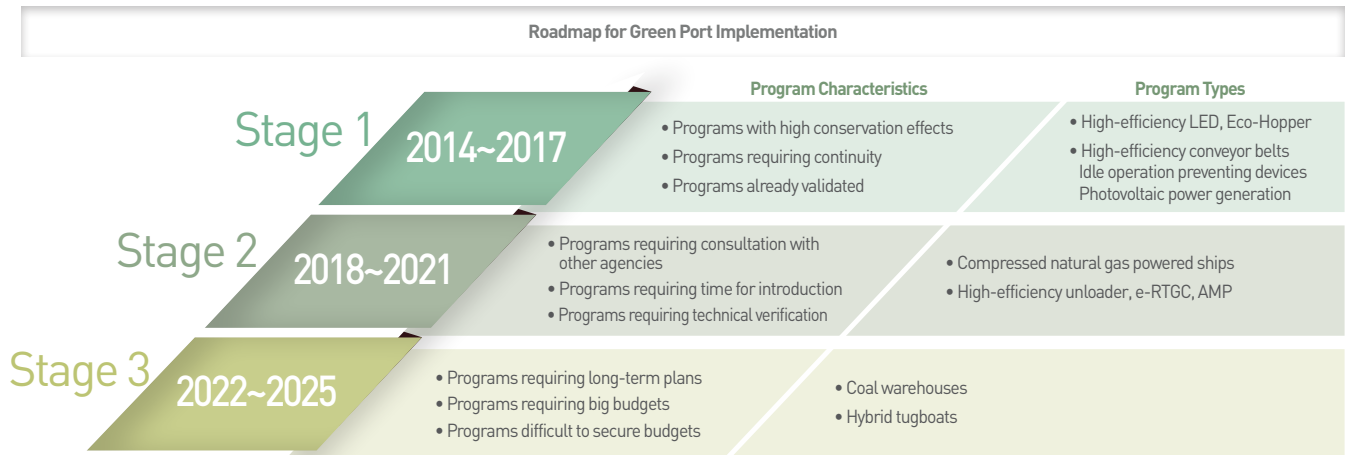 Roadmap for Green Port Implementation
Program Characteristics
Program Types
Stage 1
2014~2017
• Programs with high conservation effects
• Programs requiring continuity
• Programs already validated
• High-efficiency LED, Eco-Hopper
• High-efficiency conveyor belts
Idle operation preventing devices
Photovoltaic power generation
Stage 2
2018~2021
• Programs requiring consultation with
other agencies
• Programs requiring time for introduction
• Programs requiring technical verification
• Compressed natural gas powered ships
• High-efficiency unloader, e-RTGC, AMP
Stage 3
2022~2025
• Programs requiring long-term plans
• Programs requiring big budgets
• Programs difficult to secure budgets
• Coal warehouses
• Hybrid tugboats